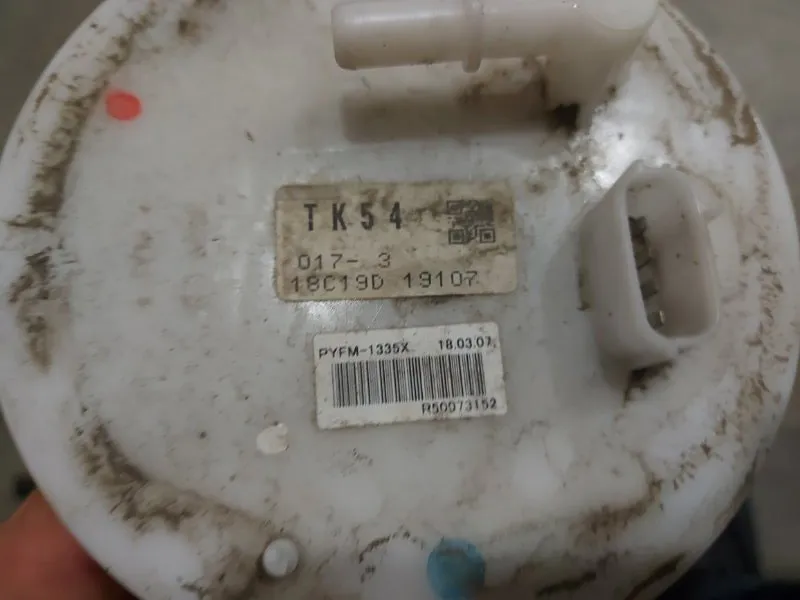 TK54
017- 3
18C19D 19107
PYFM-1335X 18.03.07.
R50073152